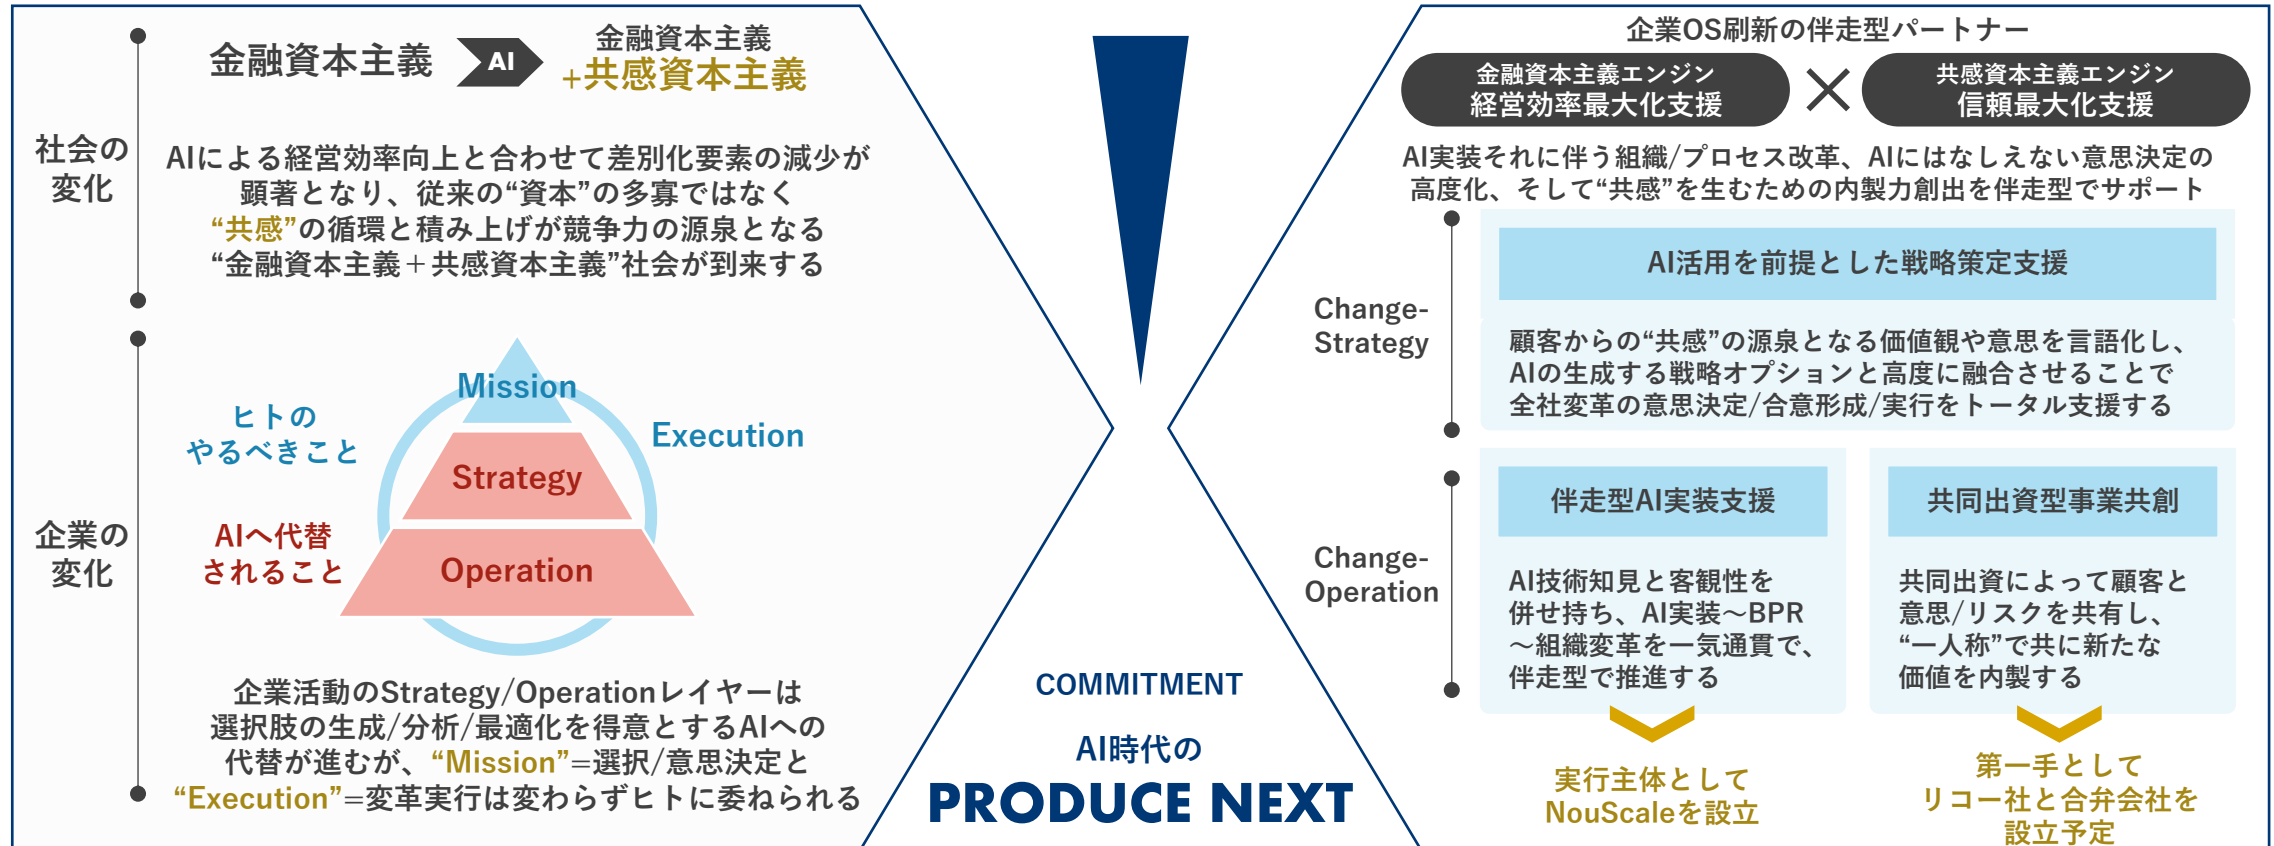 社会の
変化
金融資本主義
AI
金融資本主義
+共感資本主義
AIによる経営効率向上と合わせて差別化要素の減少が
顕著となり、従来の“資本”の多寡ではなく
“共感”の循環と積み上げが競争力の源泉となる
“金融資本主義＋共感資本主義”社会が到来する
企業の
変化
ヒトの
やるべきこと
AIへ代替
されること
Mission
Execution
Strategy
Operation
企業活動のStrategy/Operationレイヤーは
選択肢の生成/分析/最適化を得意とするAIへの
代替が進むが、“Mission”=選択/意思決定と
“Execution”=変革実行は変わらずヒトに委ねられる
COMMITMENT
AI時代の
PRODUCE NEXT
企業OS刷新の伴走型パートナー
金融資本主義エンジン
経営効率最大化支援
×
共感資本主義エンジン
信頼最大化支援
AI実装それに伴う組織/プロセス改革、AIにはなしえない意思決定の
高度化、そして“共感”を生むための内製力創出を伴走型でサポート
Change-
Strategy
AI活用を前提とした戦略策定支援
顧客からの“共感”の源泉となる価値観や意思を言語化し、
AIの生成する戦略オプションと高度に融合させることで
全社変革の意思決定/合意形成/実行をトータル支援する
Change-
Operation
伴走型AI実装支援
AI技術知見と客観性を
併せ持ち、AI実装～BPR
～組織変革を一気通貫で、
伴走型で推進する
実行主体として
NouScaleを設立
共同出資型事業共創
共同出資によって顧客と
意思/リスクを共有し、
“一人称”で共に新たな
価値を内製する
第一手として
リコー社と合弁会社を
設立予定